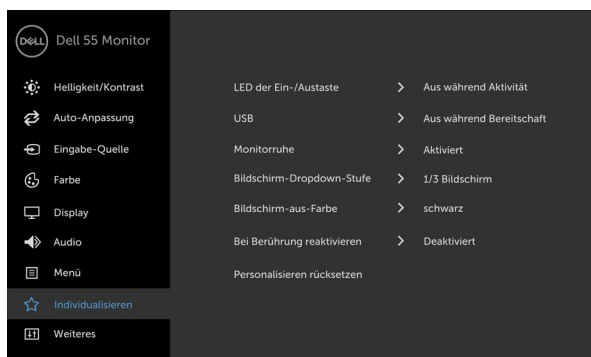 DELL Dell 55 Monitor
Helligkeit/Kontrast
Auto-Anpassung
Eingabe-Quelle
Farbe
Display
Audio
Menü
Individualisieren
Weiteres
LED der Ein-/Austaste > Aus während Aktivität
USB > Aus während Bereitschaft
Monitorruhe > Aktiviert
Bildschirm-Dropdown-Stufe > 1/3 Bildschirm
Bildschirm-aus-Farbe > schwarz
Bei Berührung reaktivieren > Deaktiviert
Personalisieren rücksetzen